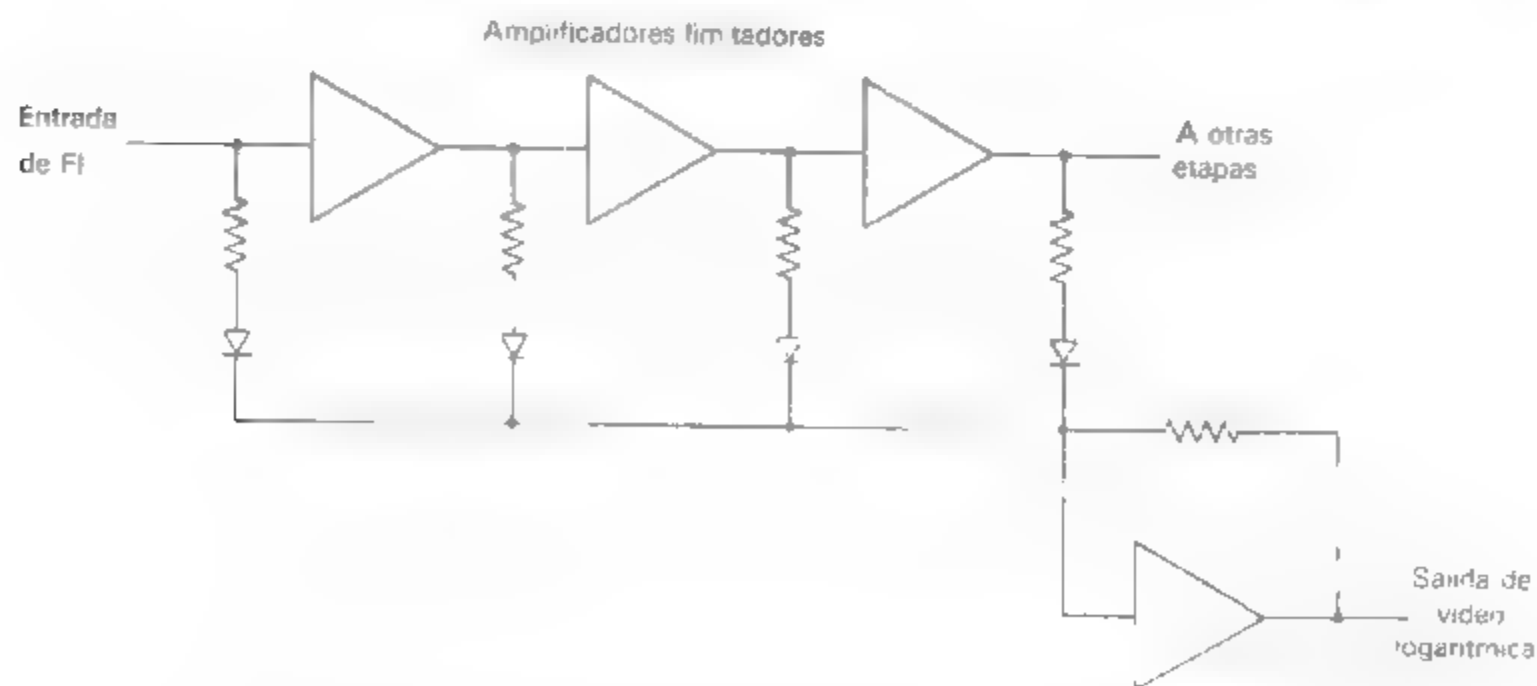 Amplificadores limitadores
Entrada
de FI
A otras
etapas
Salida de
video
logarítmica